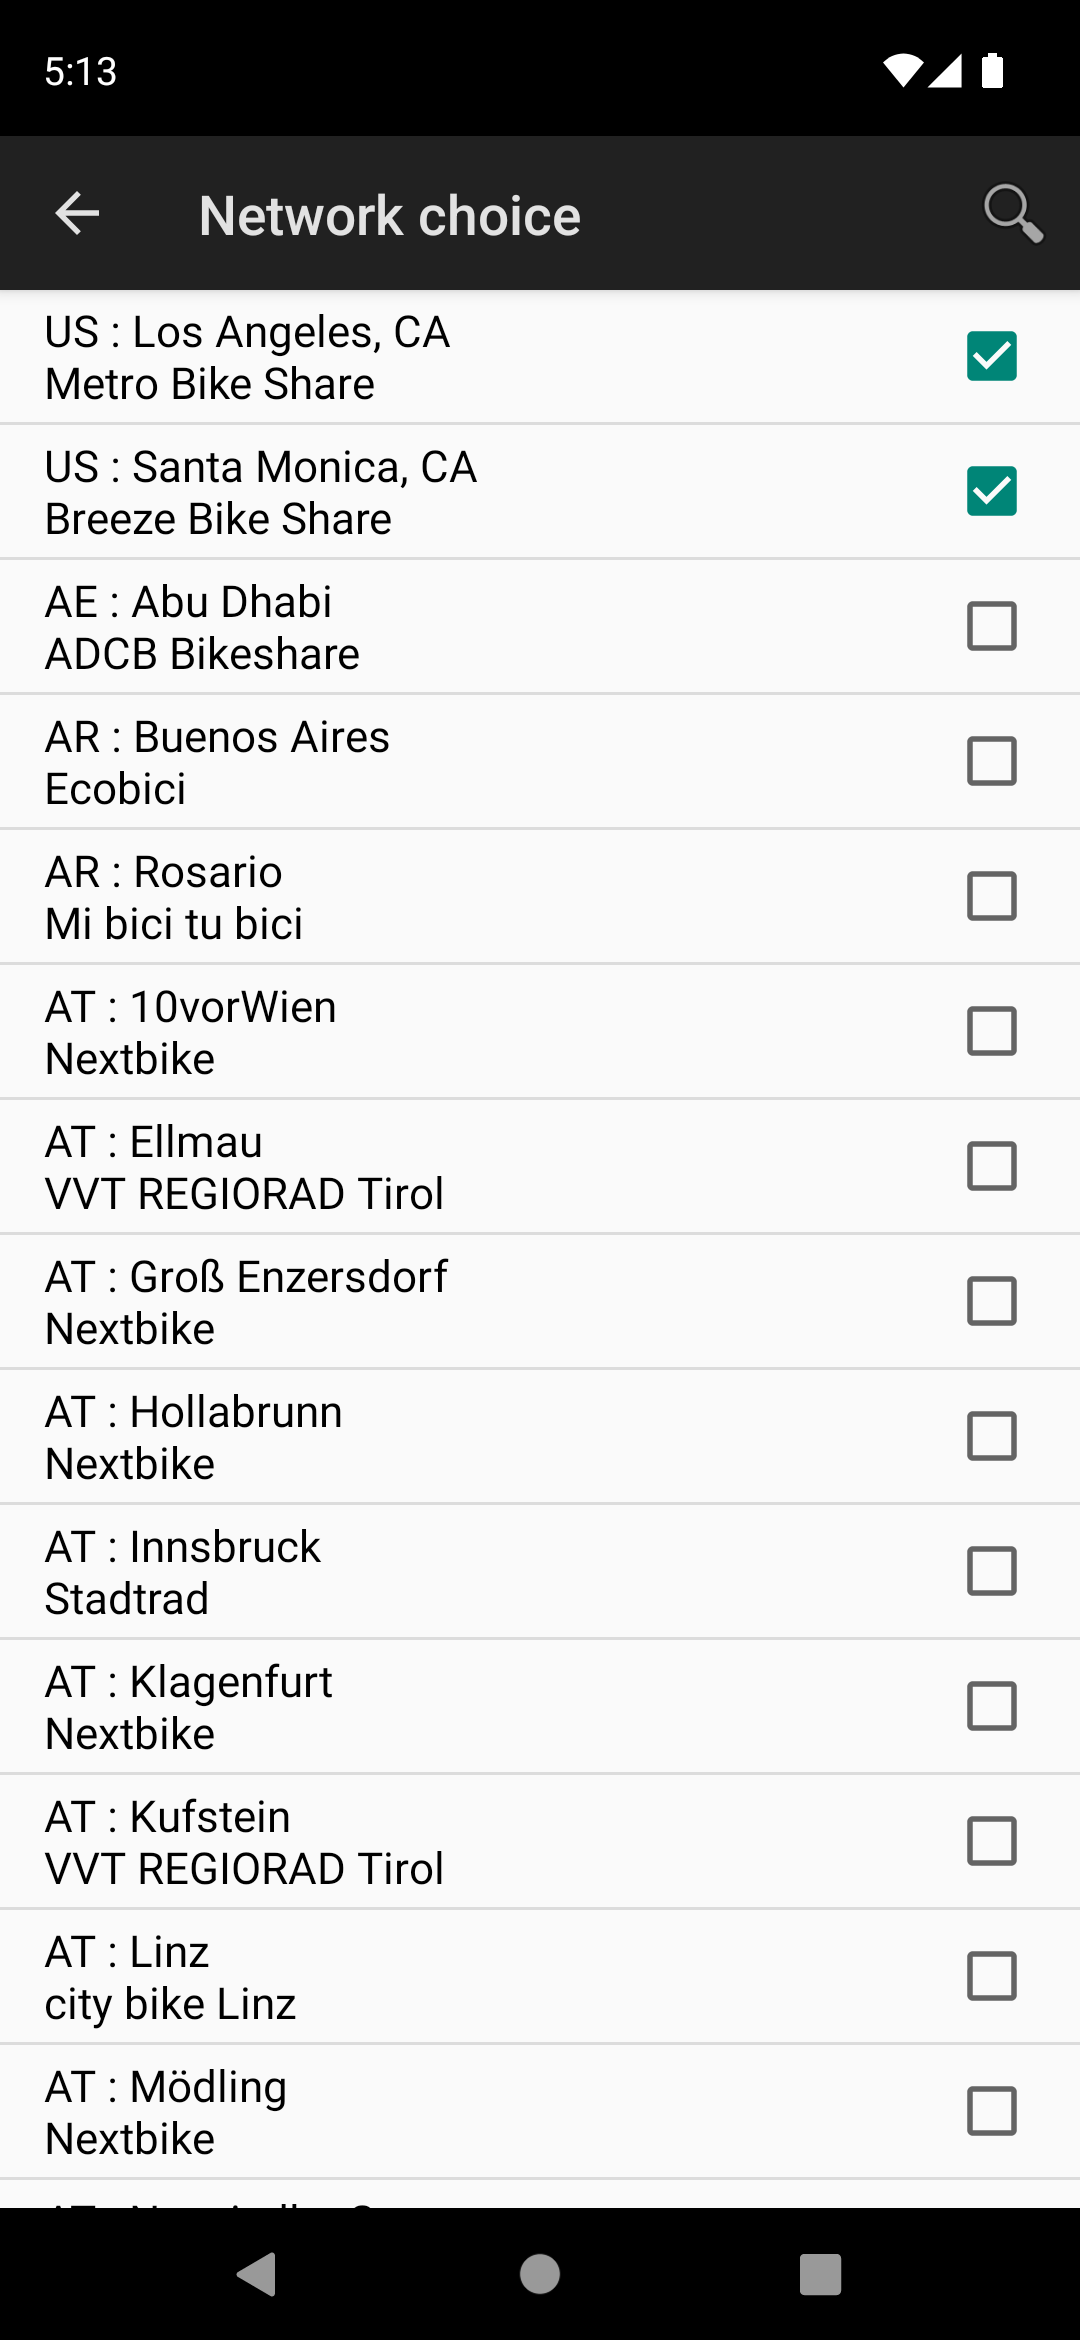 5:13
Network choice
US : Los Angeles, CA
Metro Bike Share
US : Santa Monica, CA
Breeze Bike Share
AE : Abu Dhabi
ADCB Bikeshare
AR : Buenos Aires
Ecobici
AR : Rosario
Mi bici tu bici
AT : 10vorWien
Nextbike
AT : Ellmau
VVT REGIORAD Tirol
AT : Groß Enzersdorf
Nextbike
AT : Hollabrunn
Nextbike
AT : Innsbruck
Stadtrad
AT : Klagenfurt
Nextbike
AT : Kufstein
VVT REGIORAD Tirol
AT : Linz
city bike Linz
AT : Mödling
Nextbike